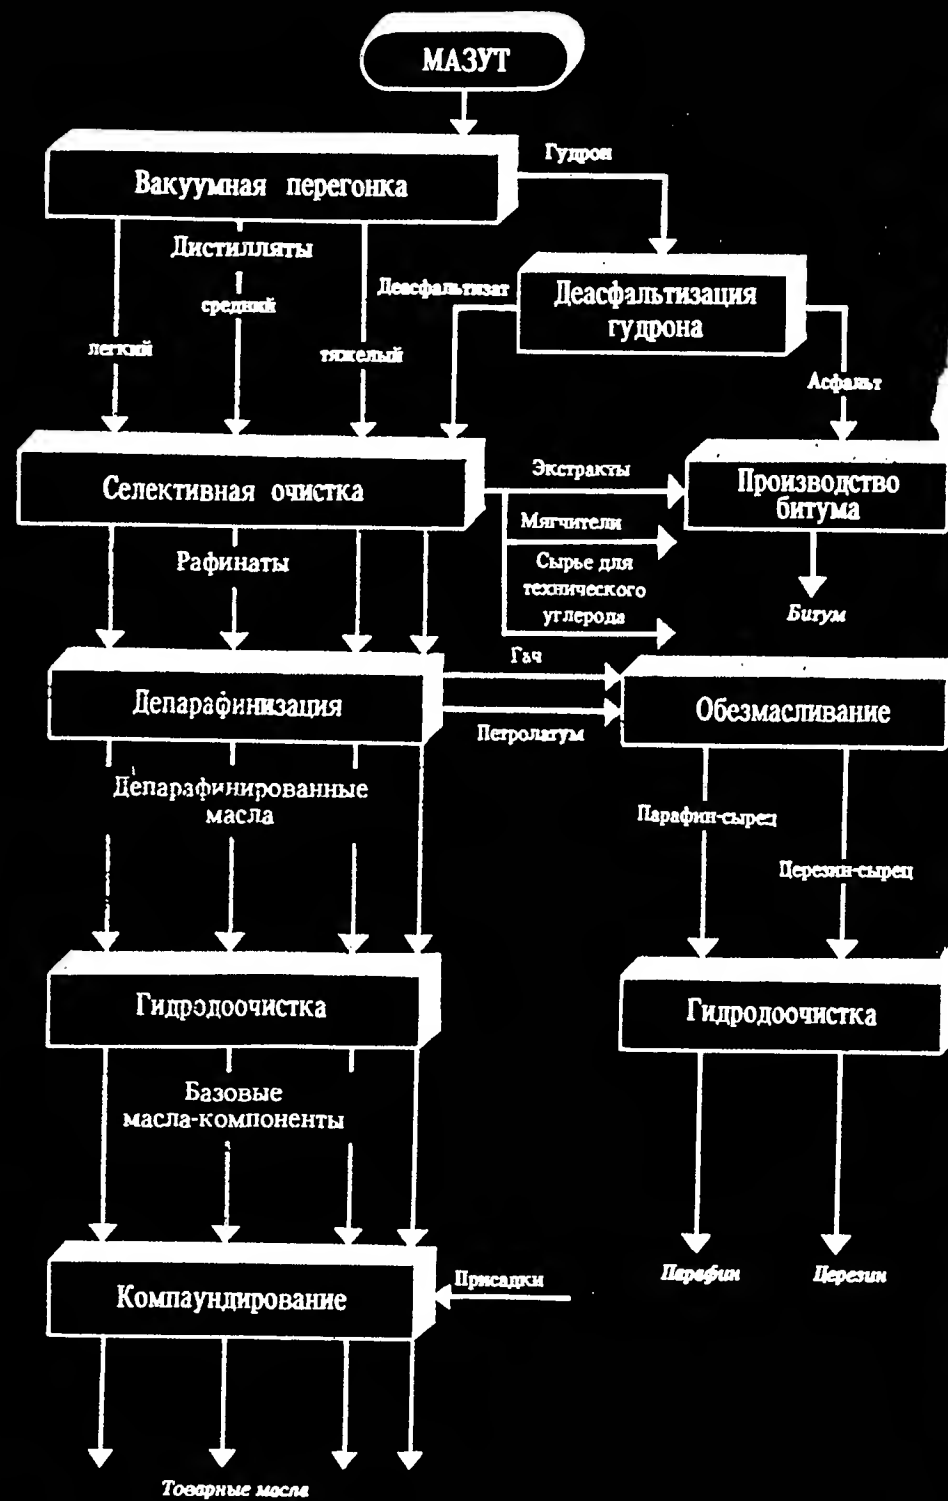 МАЗУТ
Вакуумная перегонка
Гудрон
Дистилляты
легкий
средний
тяжелый
Деасфальтизат
Деасфальтизация
гудрона
Асфальт
Селективная очистка
Экстракты
Мягчители
Сырье для
технического
углерода
Производство
битума
Битум
Рафинаты
Депарафинизация
Гач
Петролатум
Обезмасливание
Депарафинированные
масла
Парафин-сырец
Церезин-сырец
Гидродоочистка
Гидродоочистка
Базовые
масла-компоненты
Парафин
Церезин
Компаундирование
Присадки
Товарные масла